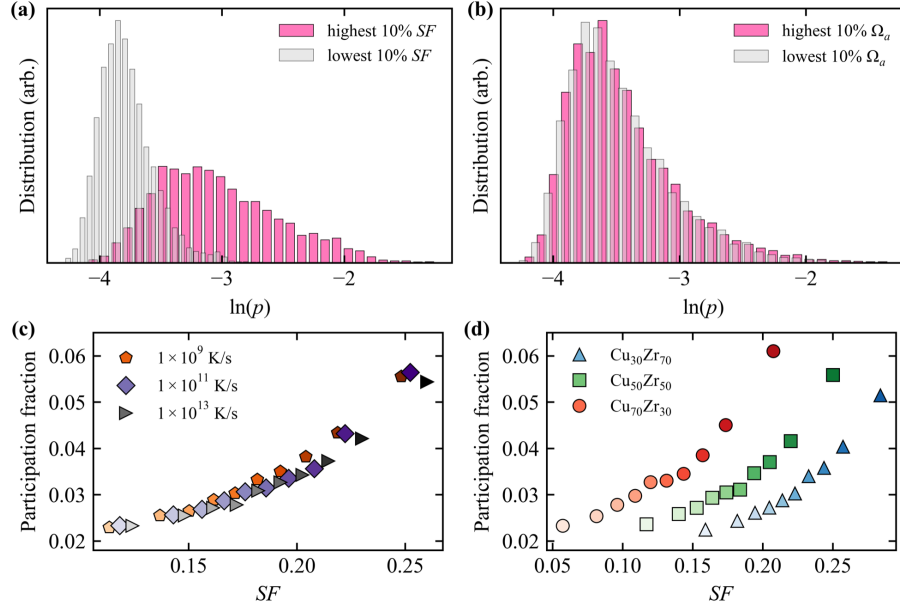 (a)
highest 10% SF
lowest 10% SF
Distribution (arb.)
−4 −3 −2
ln(p)
(b)
highest 10% Ωₐ
lowest 10% Ωₐ
Distribution (arb.)
−4 −3 −2
ln(p)
(c)
1×10⁹ K/s
1×10¹¹ K/s
1×10¹³ K/s
Participation fraction
0.06
0.05
0.04
0.03
0.02
0.15 0.20 0.25
SF
(d)
Cu₃₀Zr₇₀
Cu₅₀Zr₅₀
Cu₇₀Zr₃₀
Participation fraction
0.06
0.05
0.04
0.03
0.02
0.05 0.10 0.15 0.20 0.25
SF